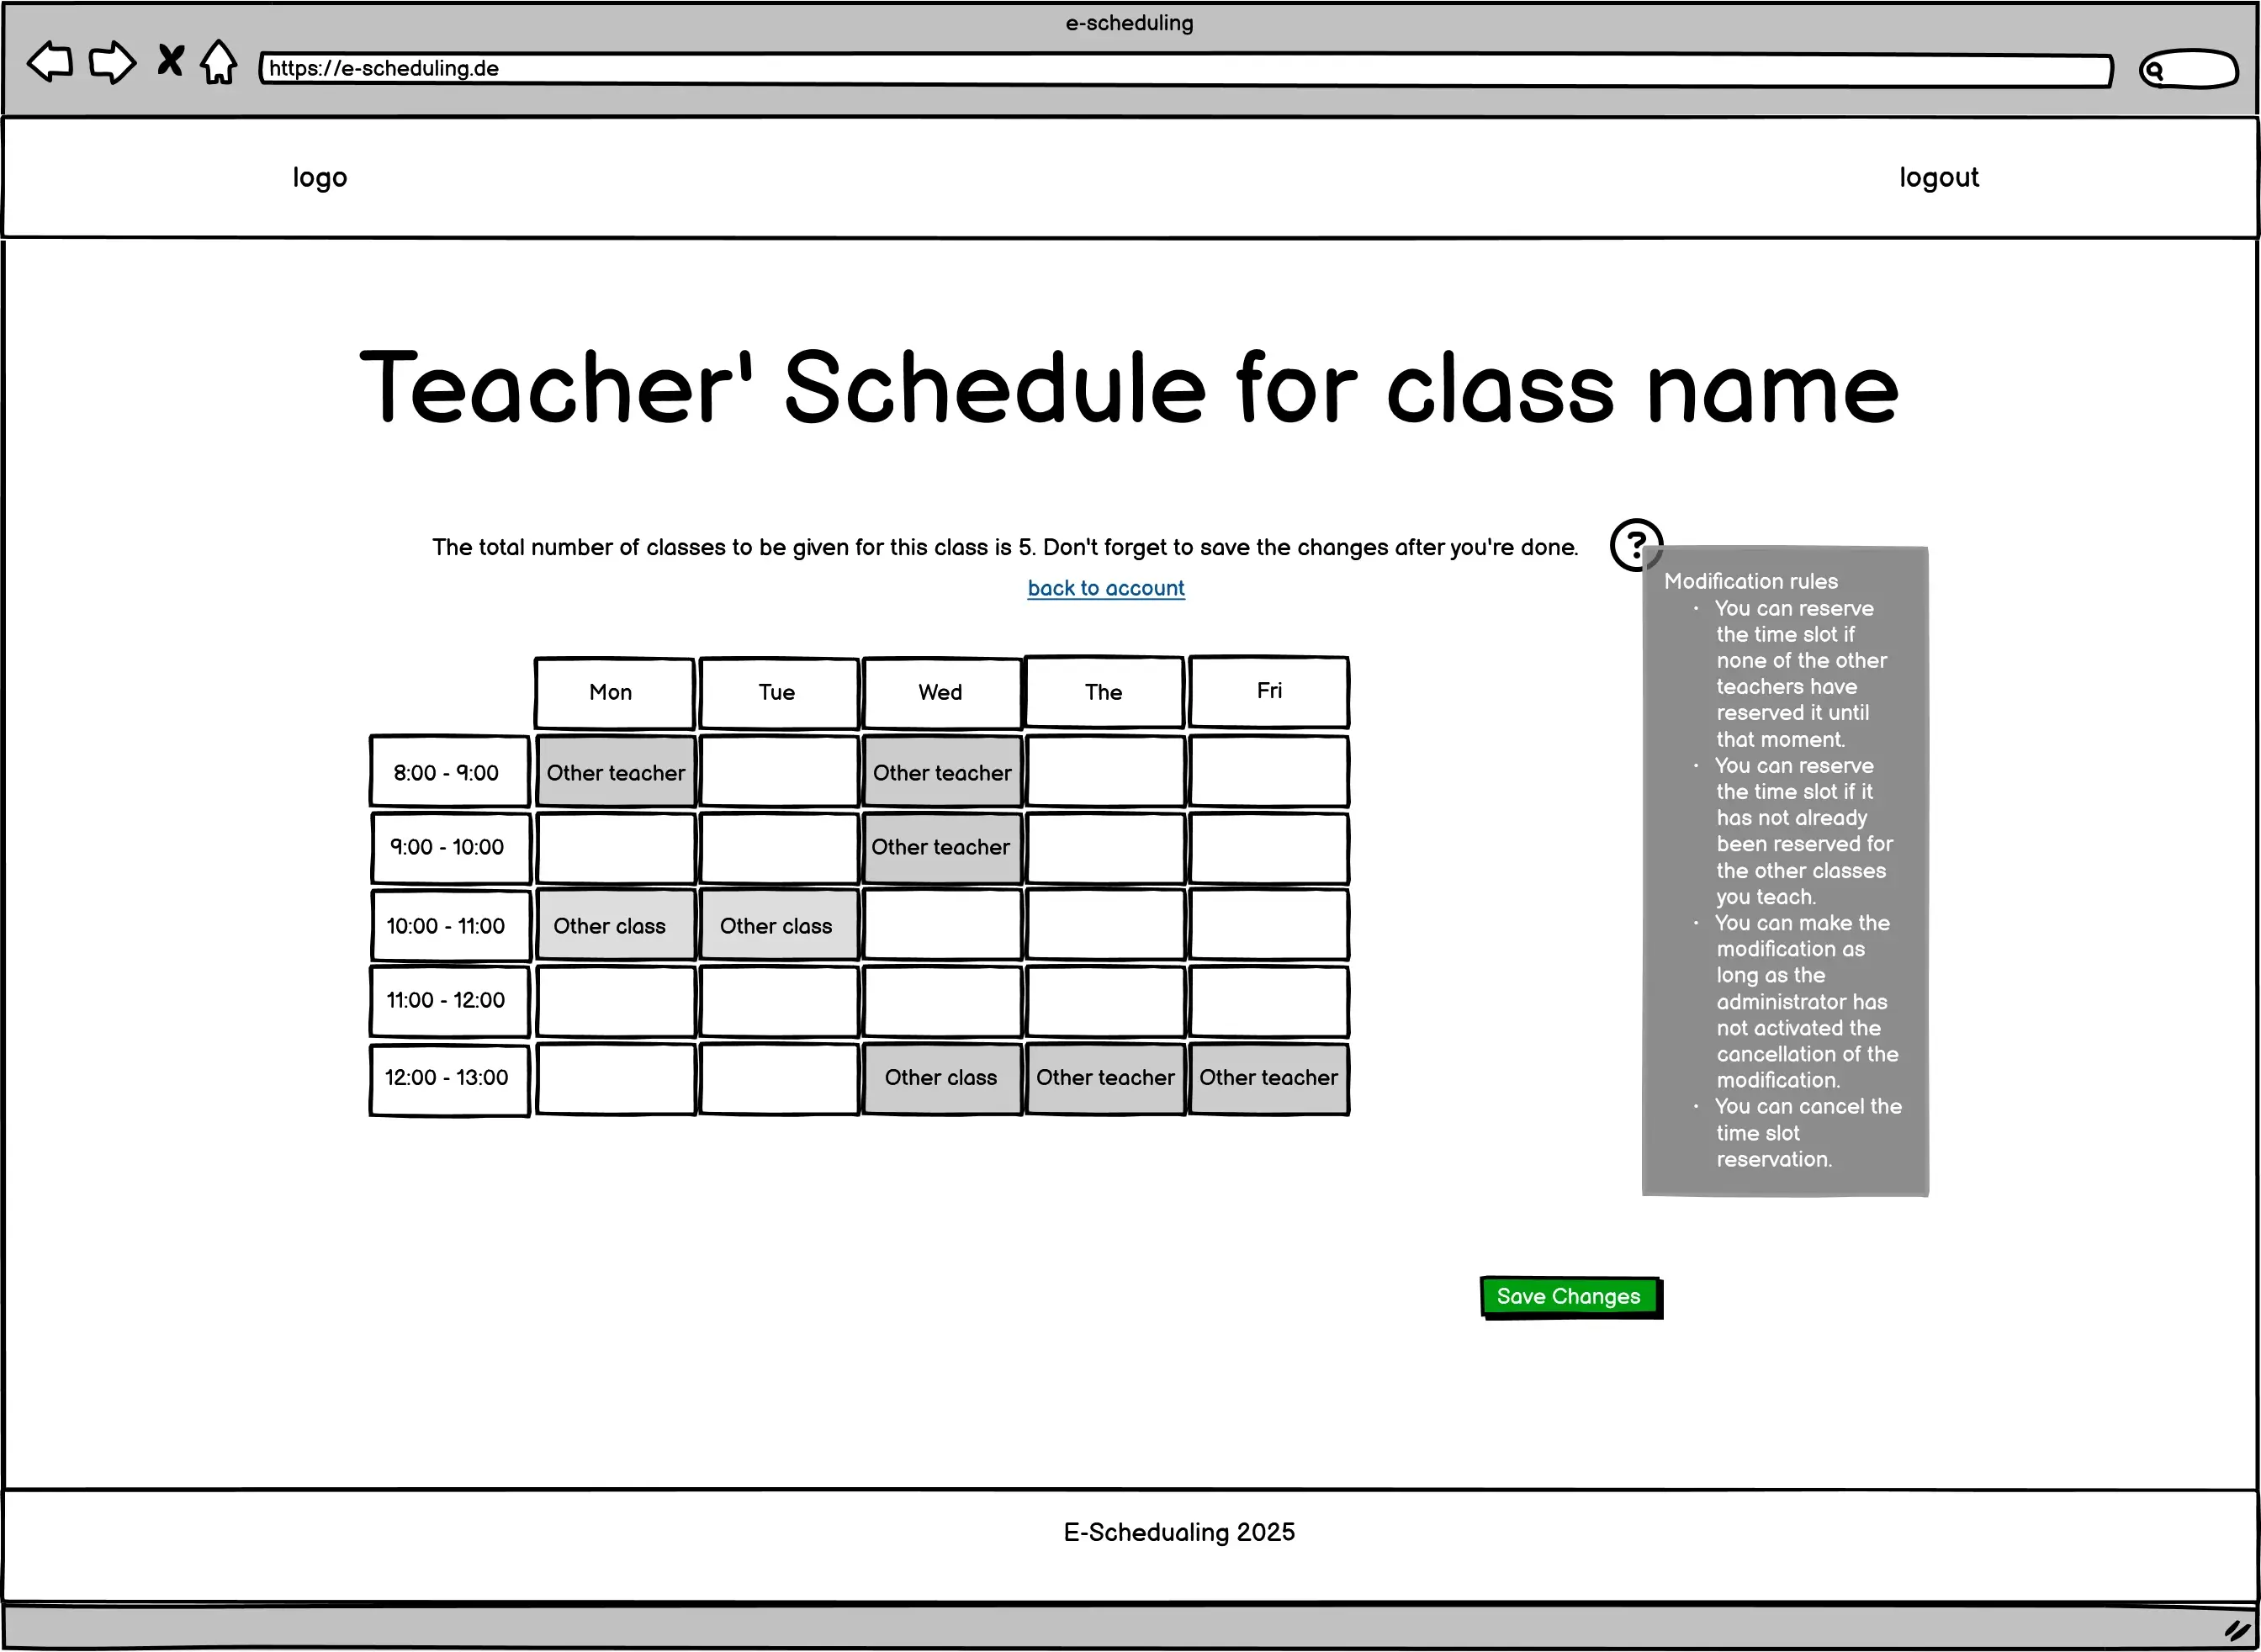 e-scheduling
https://e-scheduling.de
logo
logout
Teacher' Schedule for class name
The total number of classes to be given for this class is 5. Don't forget to save the changes after you're done.
?
back to account
Modification rules
· You can reserve
the time slot if
none of the other
teachers have
reserved it until
that moment.
· You can reserve
the time slot if it
has not already
been reserved for
the other classes
you teach.
· You can make the
modification as
long as the
administrator has
not activated the
cancellation of the
modification.
· You can cancel the
time slot
reservation.
Mon Tue Wed The Fri
8:00 - 9:00 Other teacher Other teacher
9:00 - 10:00 Other teacher
10:00 - 11:00 Other class Other class
11:00 - 12:00
12:00 - 13:00 Other class Other teacher Other teacher
Save Changes
E-Schedualing 2025